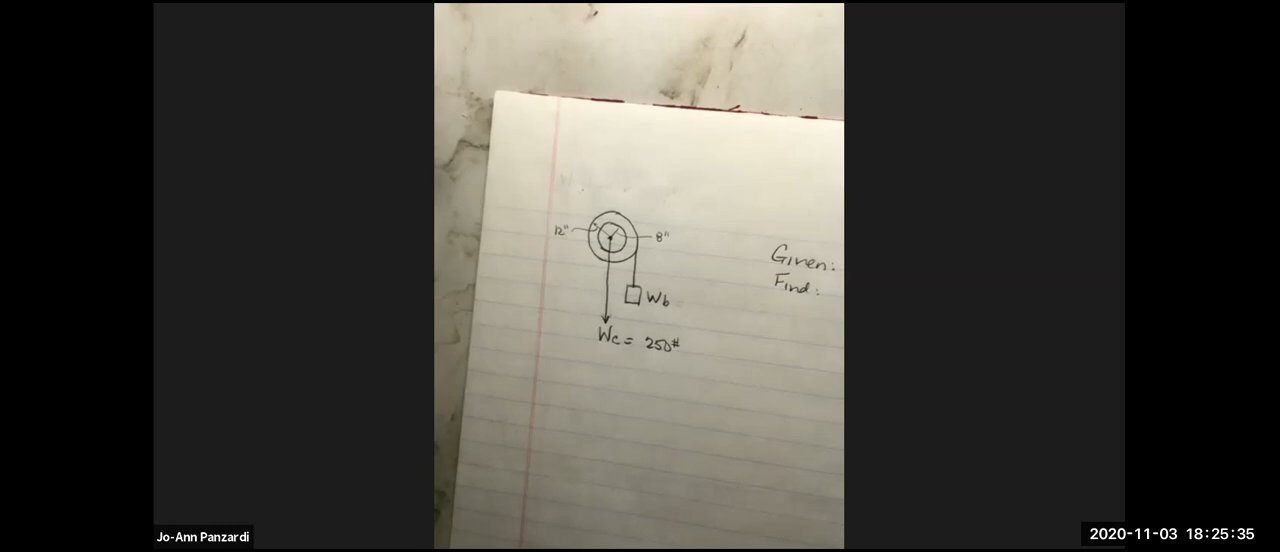 12"
8"
Given:
Find:
Wb
Wc = 250#
Jo-Ann Panzardi
2020-11-03 18:25:35